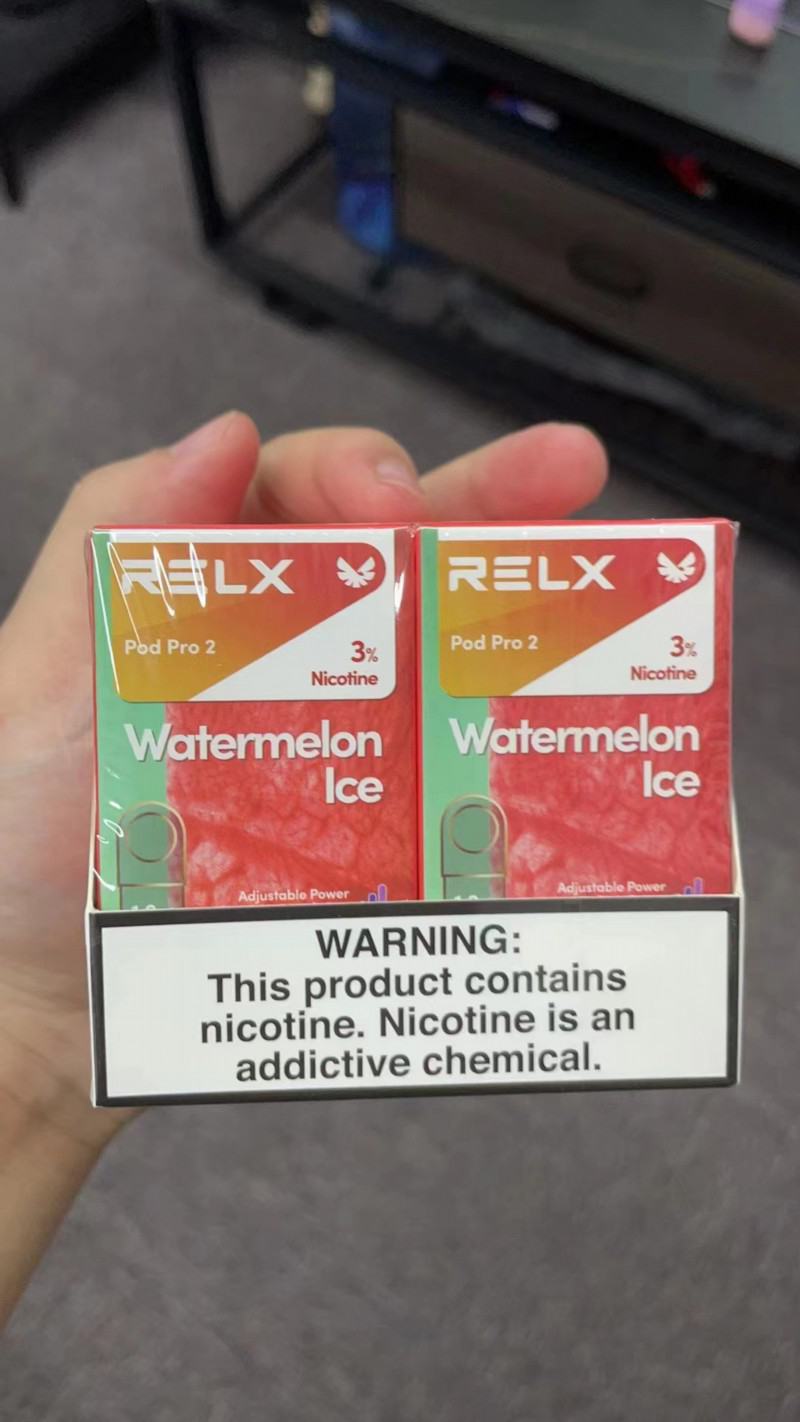 RELX
Pod Pro 2
3%
Nicotine
Watermelon
Ice
Adjustable Power
RELX
Pod Pro 2
3%
Nicotine
Watermelon
Ice
Adjustable Power
WARNING:
This product contains
nicotine. Nicotine is an
addictive chemical.